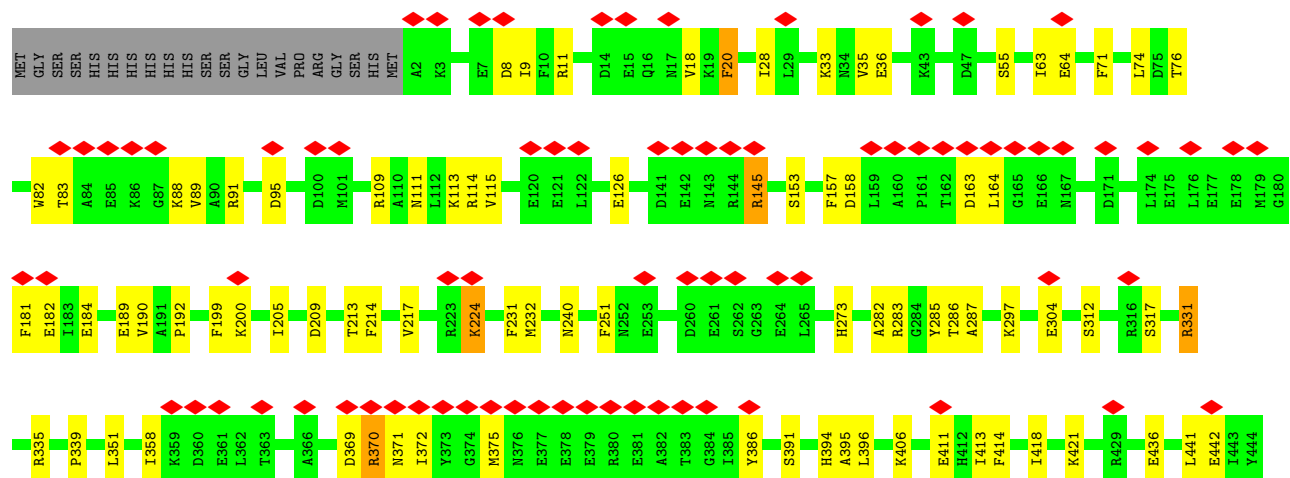 MET GLY SER SER HIS HIS HIS HIS HIS HIS SER SER GLY LEU VAL PRO ARG GLY SER HIS MET A2 K3 E7 D8 I9 F10 R11 D14 E15 Q16 N17 V18 K19 F20 I28 L29 K33 N34 V35 E36 K43 D47 S55 I63 E64 F71 L74 D75 T76
W82 T83 A84 E85 K86 G87 K88 V89 A90 R91 D95 D100 M101 R109 A110 N111 L112 K113 R114 V115 E120 E121 L122 E126 D141 E142 N143 R144 R145 S153 F157 D158 L159 A160 P161 T162 D163 L164 G165 E166 N167 D171 L174 E175 L176 E177 E178 M179 G180
F181 E182 I183 E184 E189 V190 A191 P192 F199 K200 I205 D209 T213 F214 V217 R223 K224 F231 M232 N240 F251 N252 E253 D260 E261 S262 G263 E264 L265 H273 A282 R283 G284 Y285 T286 A287 K297 E304 S312 R316 S317 R331
R335 P339 L351 I358 K359 D360 E361 L362 T363 A366 D369 R370 N371 I372 Y373 G374 M375 N376 E377 E378 E379 R380 E381 A382 T383 G384 I385 Y386 S391 H394 A395 L396 K406 E411 H412 I413 F414 I418 K421 R429 E436 L441 E442 I443 Y444